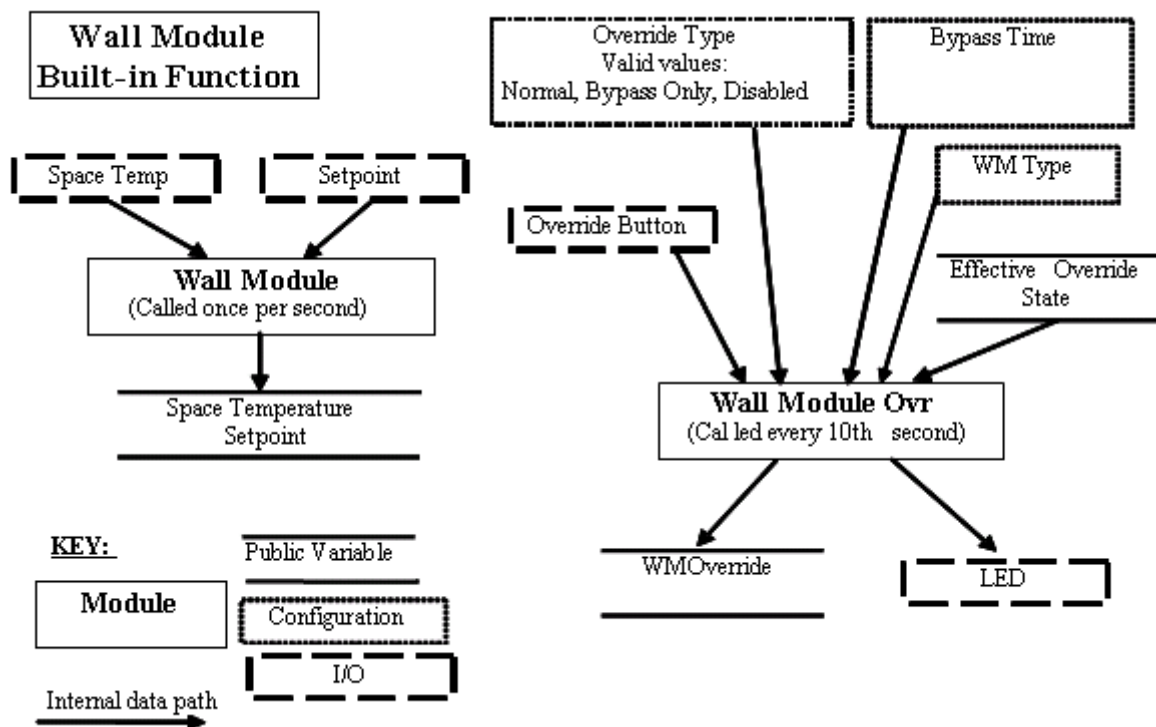 Wall Module
Built-in Function
Space Temp
Setpoint
Wall Module
(Called once per second)
Space Temperature
Setpoint
Override Type
Valid values:
Normal, Bypass Only, Disabled
Bypass Time
WM Type
Override Button
Effective Override
State
Wall Module Ovr
(Cal led every 10th second)
WMOverride
LED
KEY:
Public Variable
Module
Configuration
I/O
Internal data path